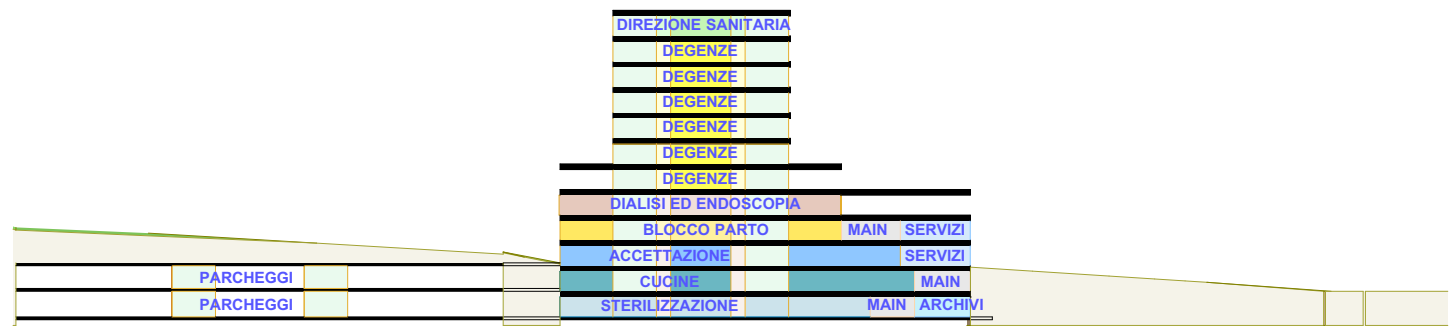 DIREZIONE SANITARIA
DEGENZE
DEGENZE
DEGENZE
DEGENZE
DEGENZE
DEGENZE
DIALISI ED ENDOSCOPIA
BLOCCO PARTO MAIN SERVIZI
ACCETTAZIONE SERVIZI
PARCHEGGI CUCINE MAIN
PARCHEGGI STERILIZZAZIONE MAIN ARCHIVI